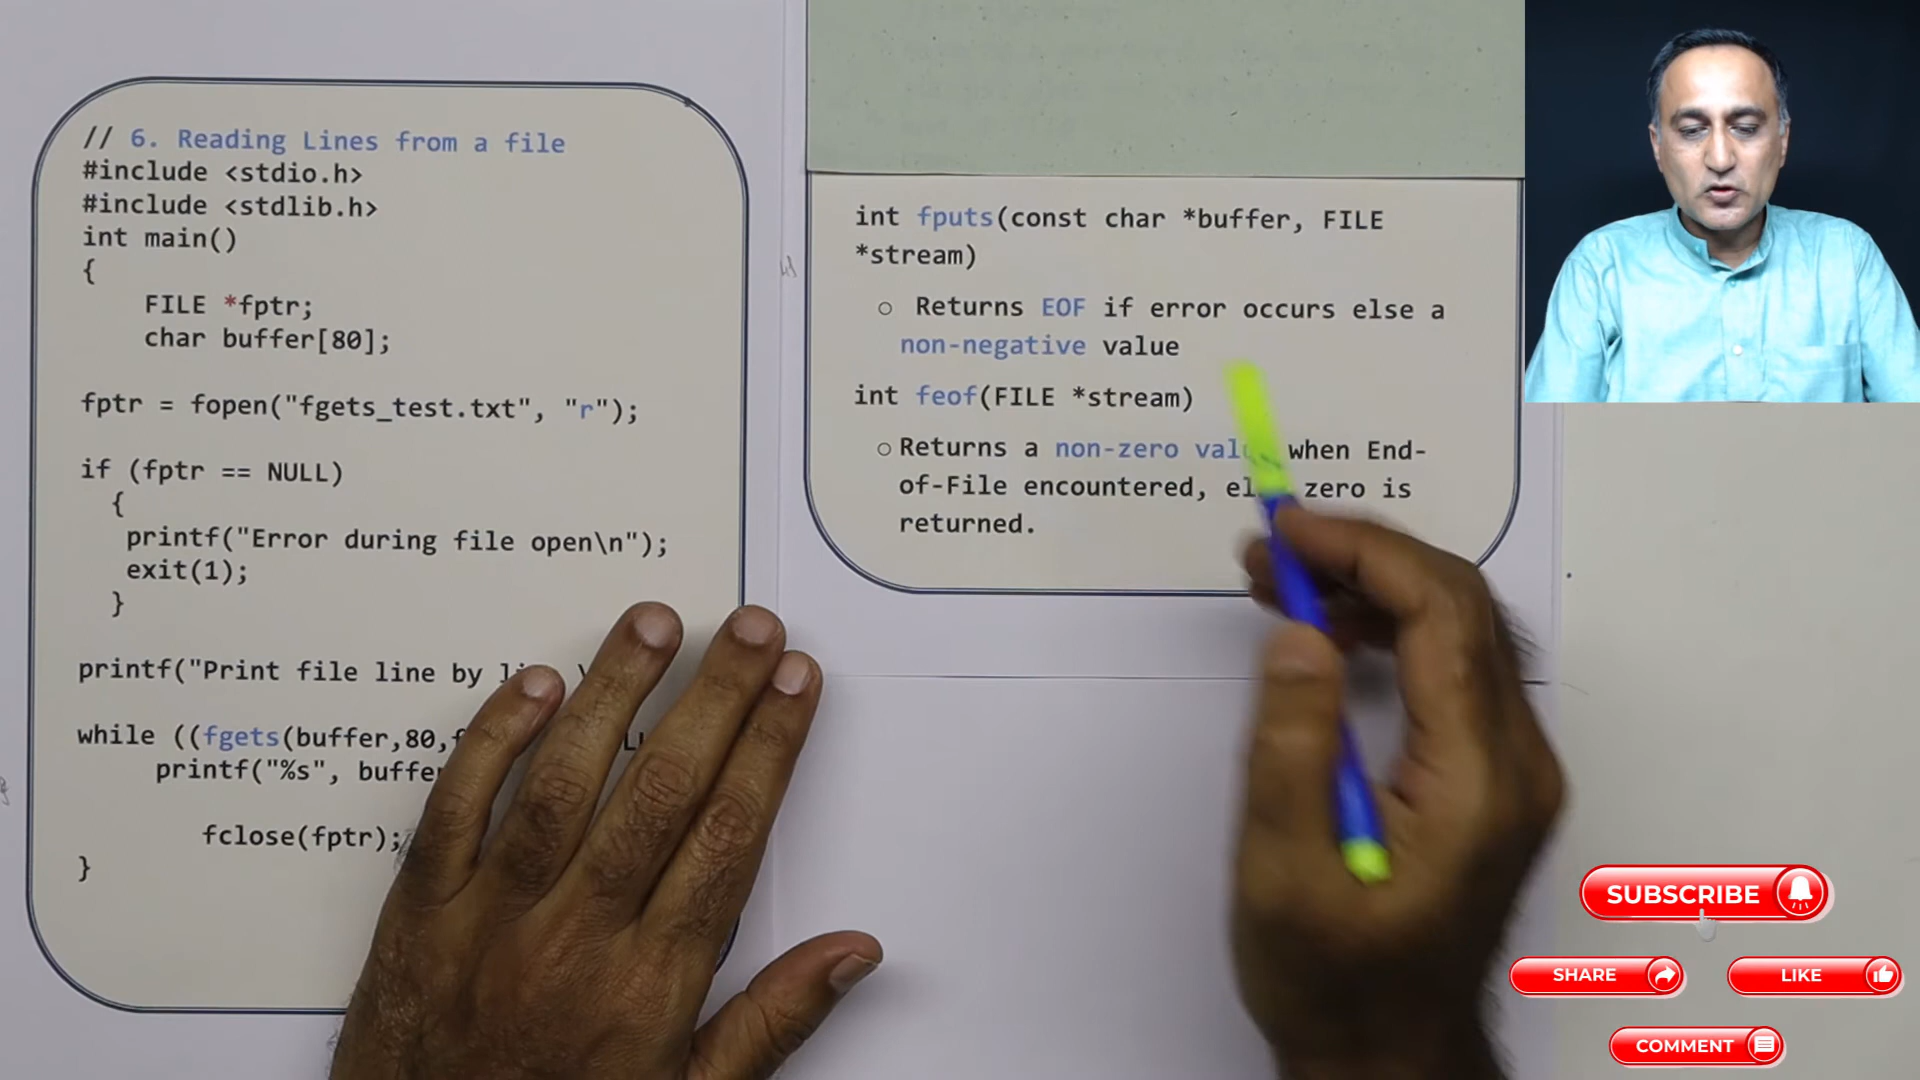 // 6. Reading Lines from a file
#include <stdio.h>
#include <stdlib.h>
int main()
{
FILE *fptr;
char buffer[80];
fptr = fopen("fgets_test.txt", "r");
if (fptr == NULL)
{
printf("Error during file open\n");
exit(1);
}
printf("Print file line by
while ((fgets(buffer,80,
printf("%s", buffe
fclose(fptr);
}
int fputs(const char *buffer, FILE
*stream)
○ Returns EOF if error occurs else a
non-negative value
int feof(FILE *stream)
○ Returns a non-zero when End-
of-File encountered, zero is
returned.
SUBSCRIBE
SHARE
LIKE
COMMENT